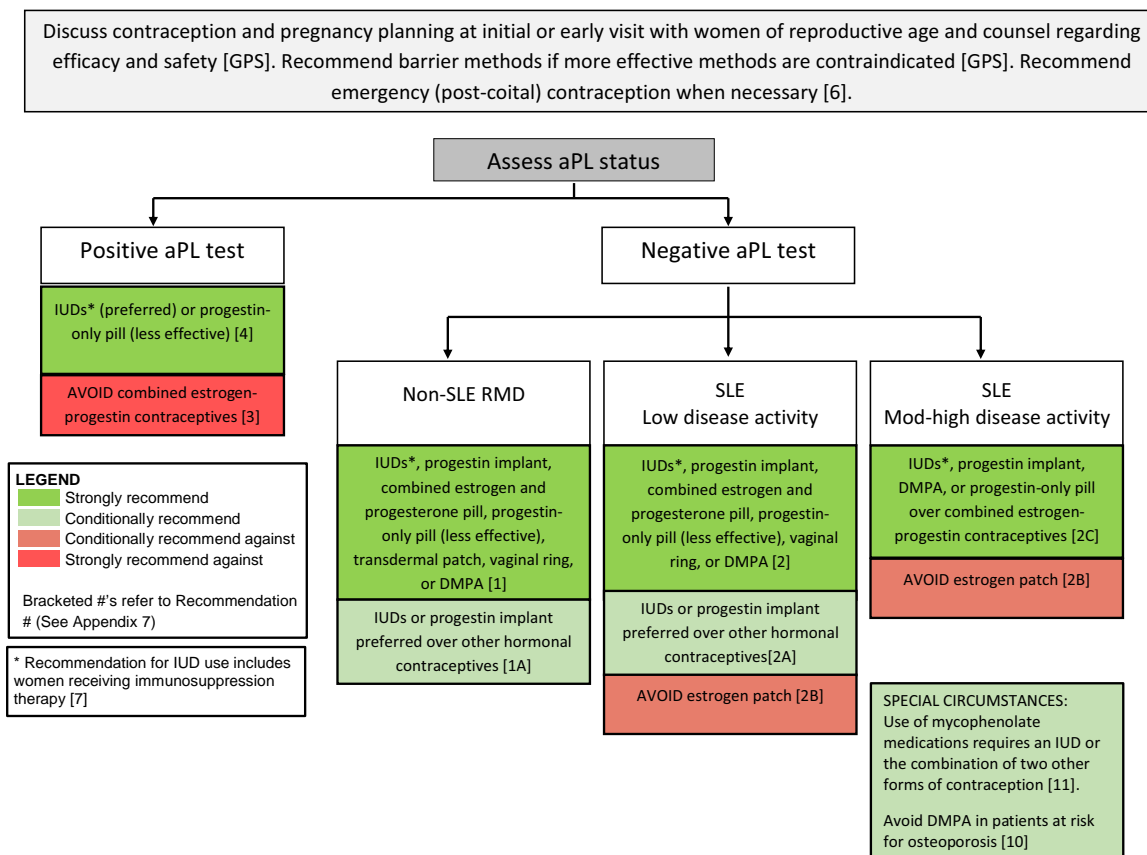 Discuss contraception and pregnancy planning at initial or early visit with women of reproductive age and counsel regarding
efficacy and safety [GPS]. Recommend barrier methods if more effective methods are contraindicated [GPS]. Recommend
emergency (post-coital) contraception when necessary [6].
Assess aPL status
Positive aPL test
IUDs* (preferred) or progestin-
only pill (less effective) [4]
AVOID combined estrogen-
progestin contraceptives [3]
Negative aPL test
Non-SLE RMD
IUDs*, progestin implant,
combined estrogen and
progesterone pill, progestin-
only pill (less effective),
transdermal patch, vaginal ring,
or DMPA [1]
IUDs or progestin implant
preferred over other hormonal
contraceptives [1A]
SLE
Low disease activity
IUDs*, progestin implant,
combined estrogen and
progesterone pill, progestin-
only pill (less effective), vaginal
ring, or DMPA [2]
IUDs or progestin implant
preferred over other hormonal
contraceptives[2A]
AVOID estrogen patch [2B]
SLE
Mod-high disease activity
IUDs*, progestin implant,
DMPA, or progestin-only pill
over combined estrogen-
progestin contraceptives [2C]
AVOID estrogen patch [2B]
LEGEND
Strongly recommend
Conditionally recommend
Conditionally recommend against
Strongly recommend against
Bracketed #'s refer to Recommendation
# (See Appendix 7)
* Recommendation for IUD use includes
women receiving immunosuppression
therapy [7]
SPECIAL CIRCUMSTANCES:
Use of mycophenolate
medications requires an IUD or
the combination of two other
forms of contraception [11].
Avoid DMPA in patients at risk
for osteoporosis [10]